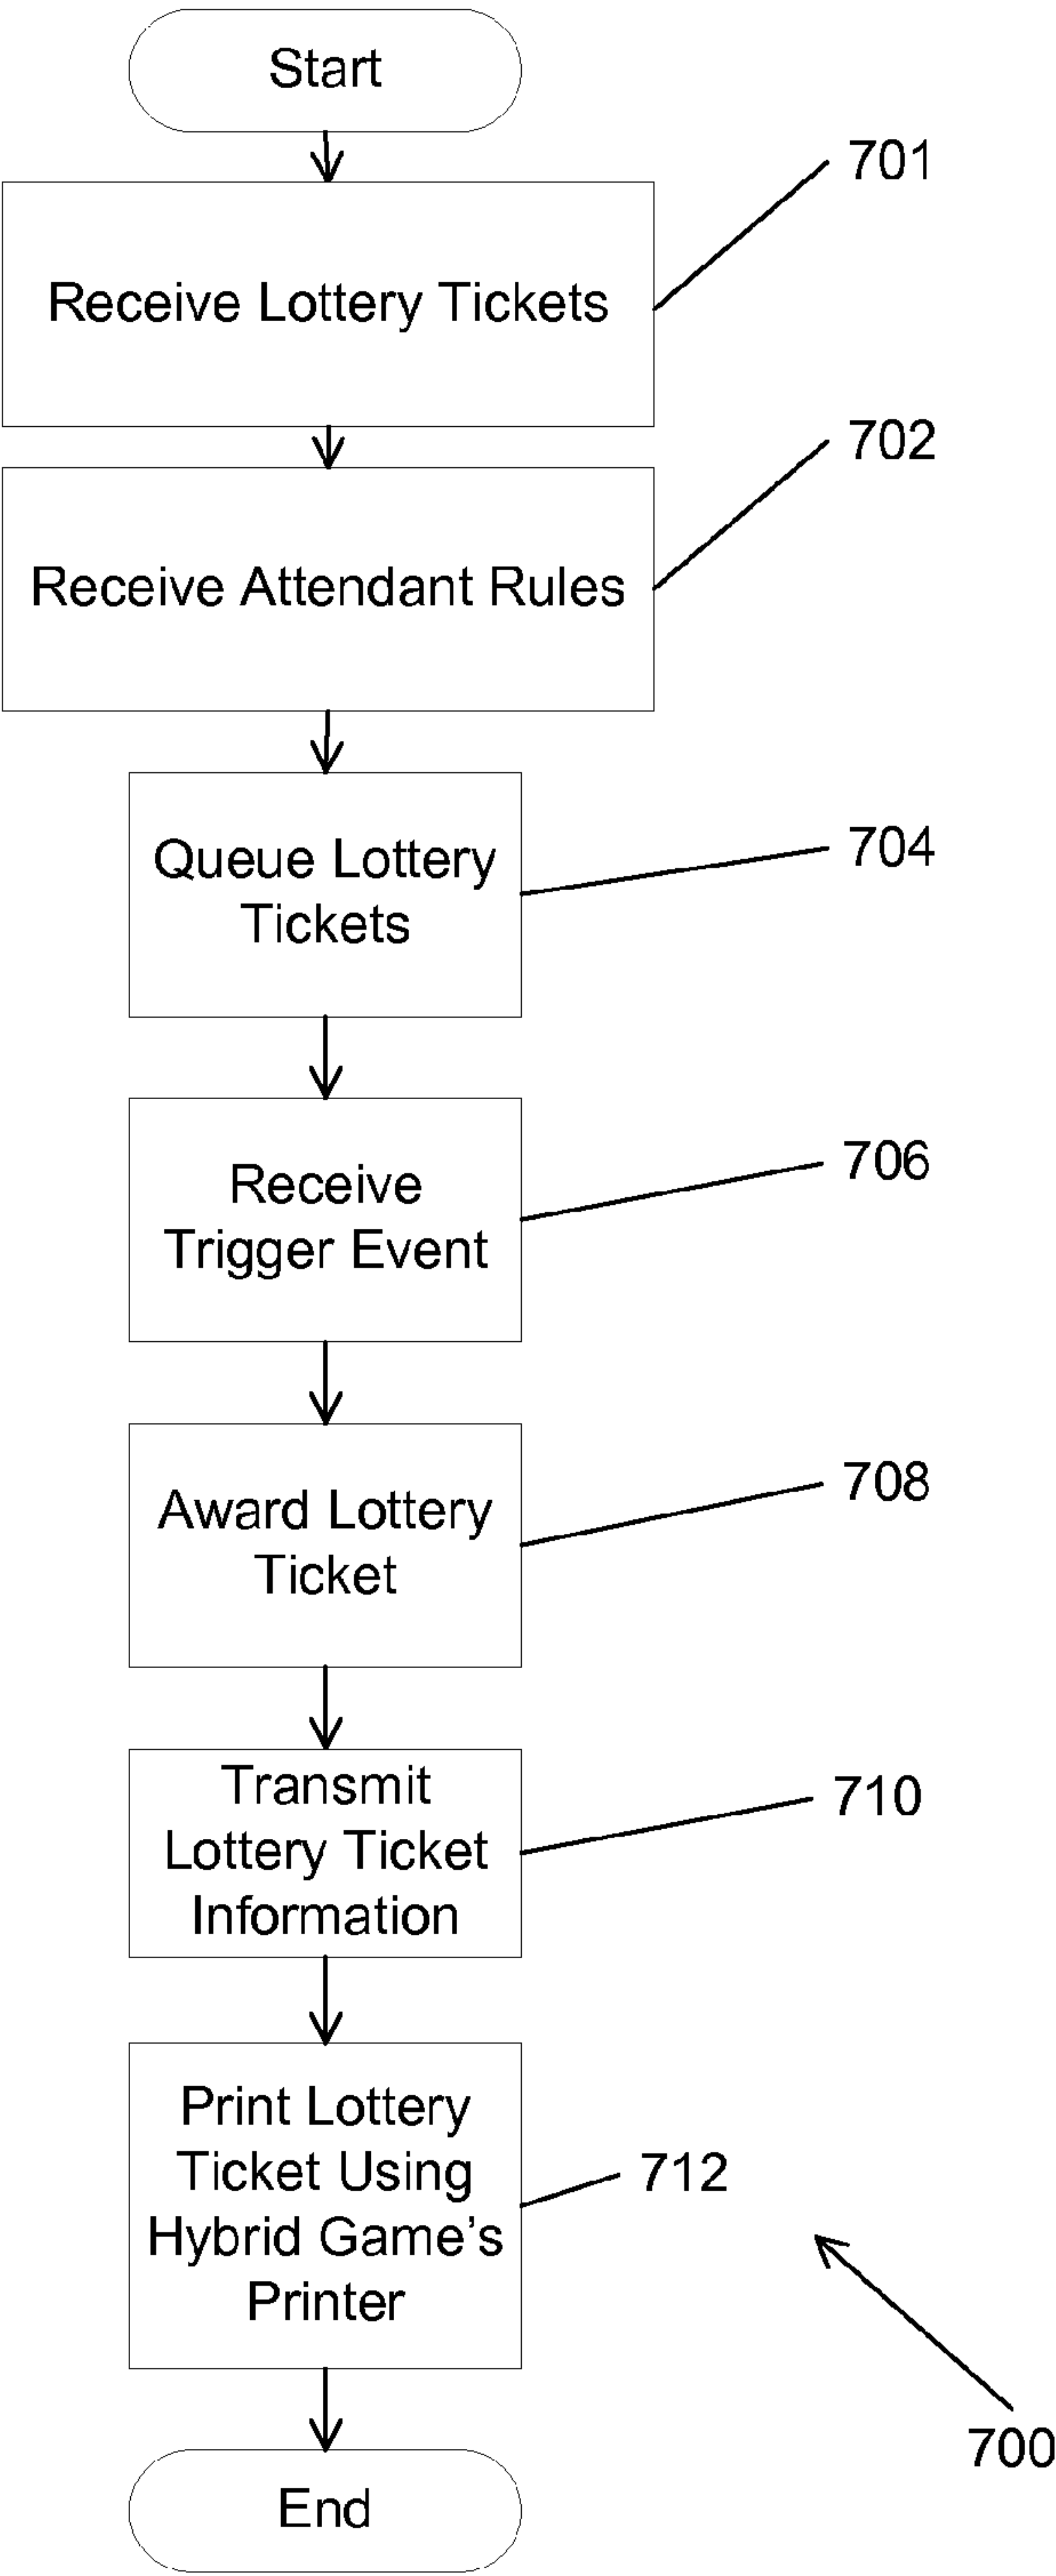 Start
701
Receive Lottery Tickets
702
Receive Attendant Rules
704
Queue Lottery
Tickets
706
Receive
Trigger Event
708
Award Lottery
Ticket
710
Transmit
Lottery Ticket
Information
712
Print Lottery
Ticket Using
Hybrid Game’s
Printer
700
End